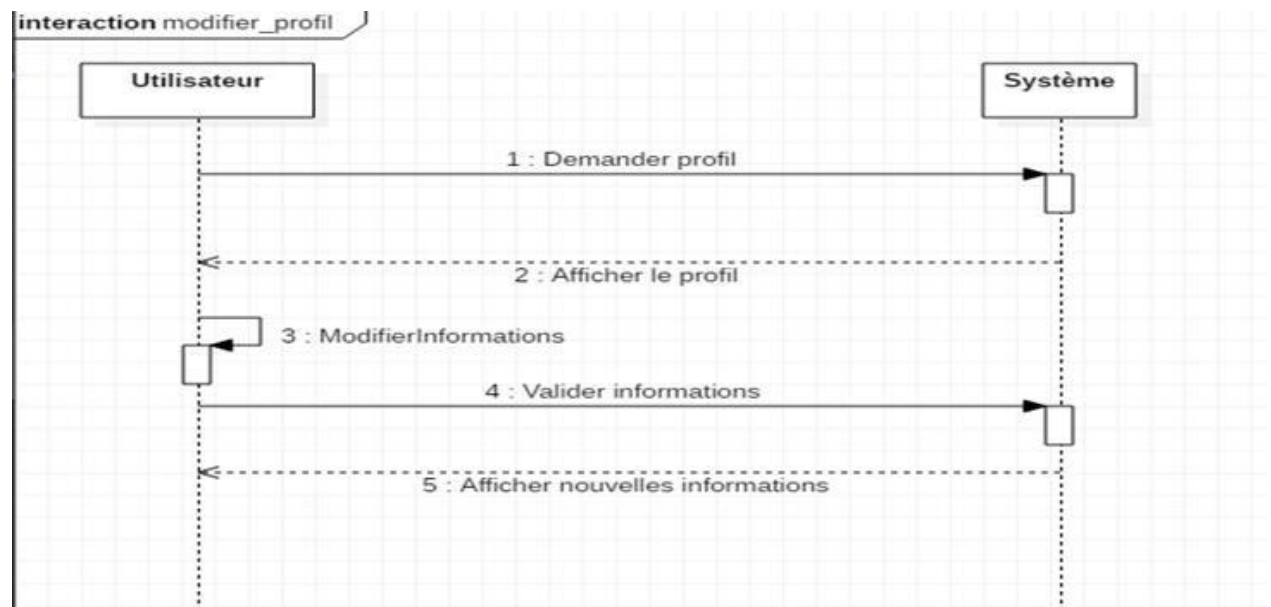 interaction modifier_profil
Utilisateur
Système
1 : Demander profil
2 : Afficher le profil
3 : ModifierInformations
4 : Valider informations
5 : Afficher nouvelles informations